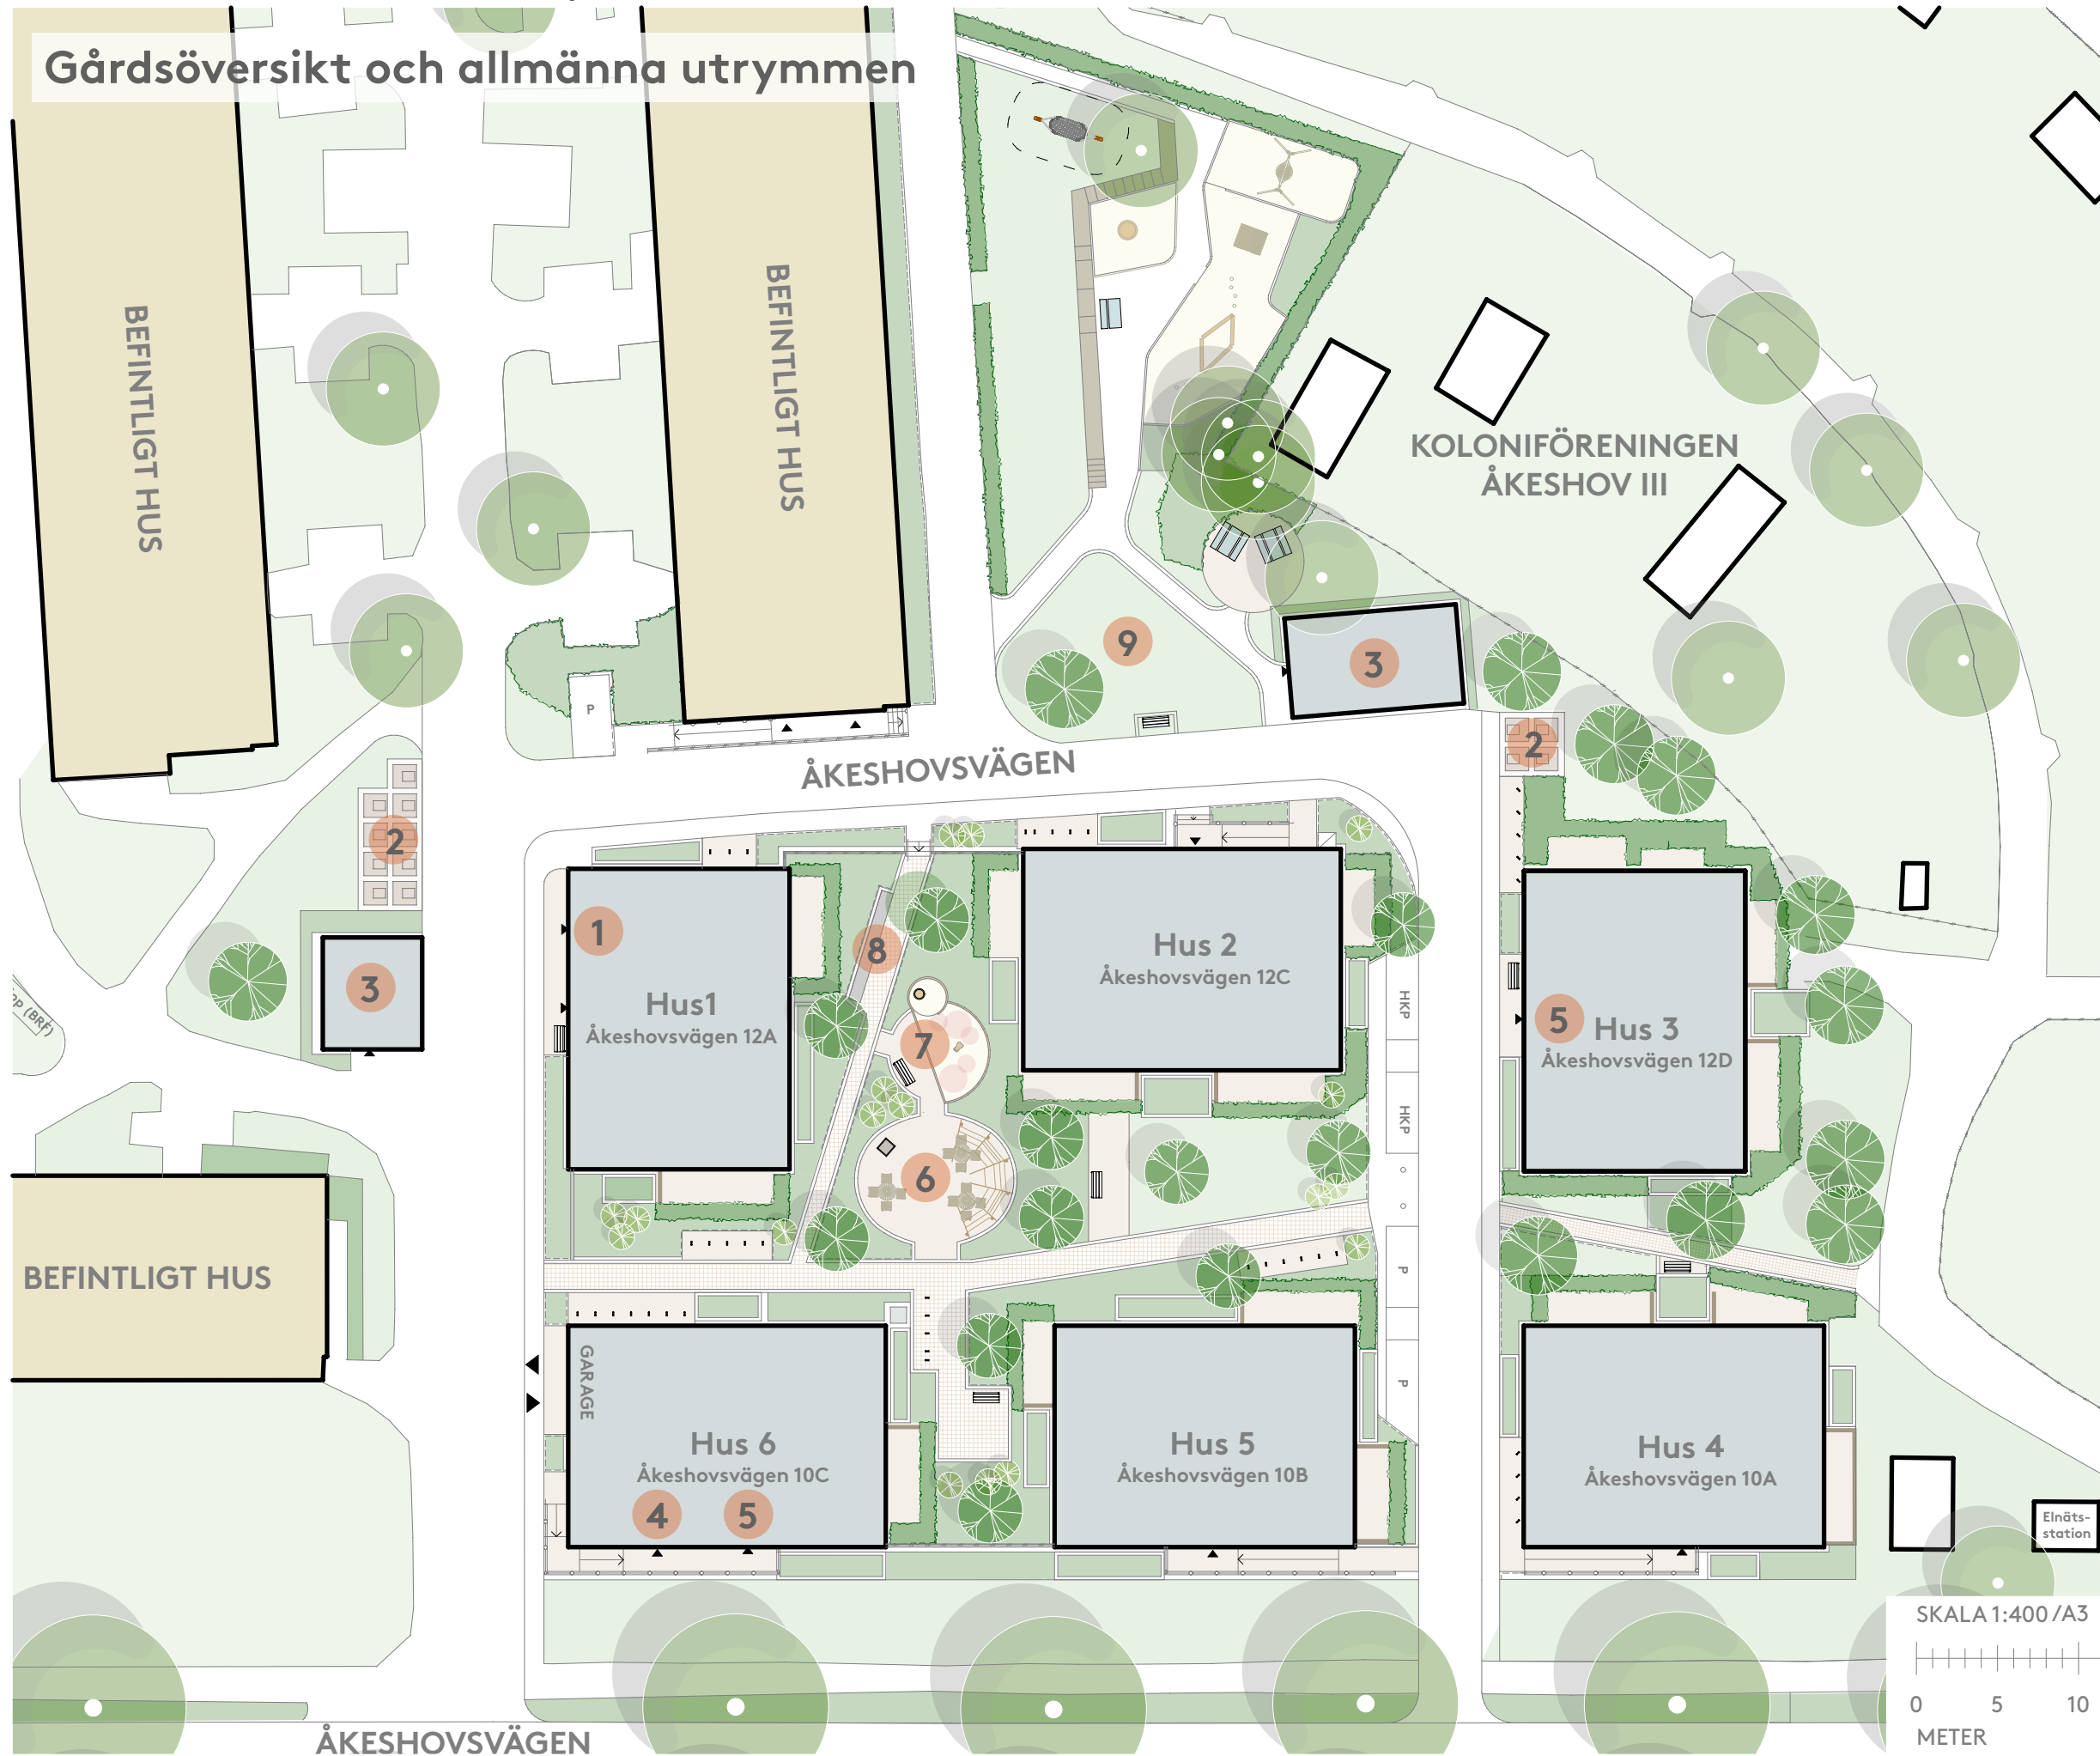 Gårdsöversikt och allmänna utrymmen
BEFINTLIGT HUS
BEFINTLIGT HUS
KOLONIFÖRENINGEN
ÅKESHOV III
9
3
P
2
ÅKESHOVSVÄGEN
2
3
(BRF)
1
8
Hus1
Åkeshovsvägen 12A
Hus 2
Åkeshovsvägen 12C
HKP
5
Hus 3
Åkeshovsvägen 12D
7
HKP
6
BEFINTLIGT HUS
P
GARAGE
P
Hus 6
Åkeshovsvägen 10C
4
5
Hus 5
Åkeshovsvägen 10B
Hus 4
Åkeshovsvägen 10A
Elnäts-
station
SKALA 1:400/A3
0 5 10
METER
ÅKESHOVSVÄGEN